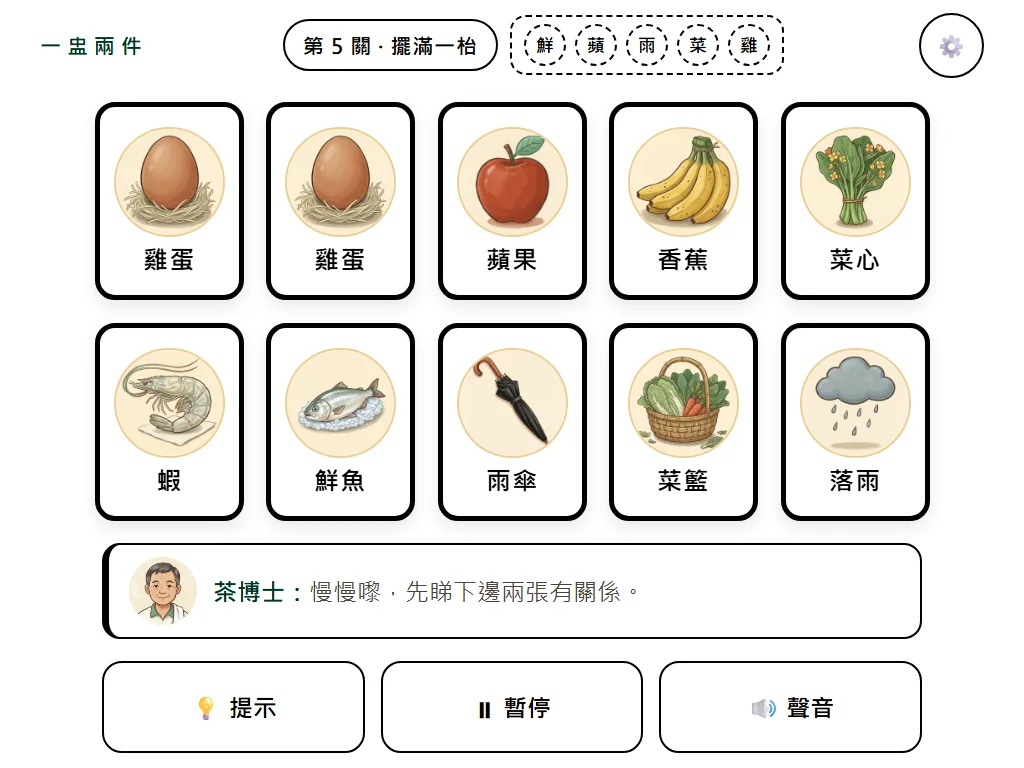 一盅兩件
第 5 關 · 擺滿一枱
鮮 蘋 雨 菜 雞
雞蛋
雞蛋
蘋果
香蕉
菜心
蝦
鮮魚
雨傘
菜籃
落雨
茶博士：慢慢嚟，先睇下邊兩張有關係。
提示
暫停
聲音